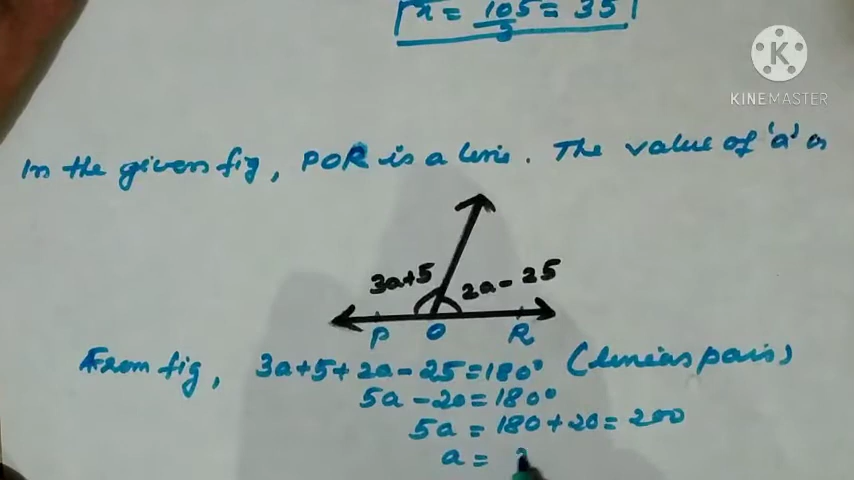 x = 105/3 = 35
KINEMASTER
In the given fig, POR is a line. The value of 'a' is
3a+5
2a-25
P O R
From fig, 3a+5+2a-25=180° (linear pair)
5a-20=180°
5a = 180+20=200
a =